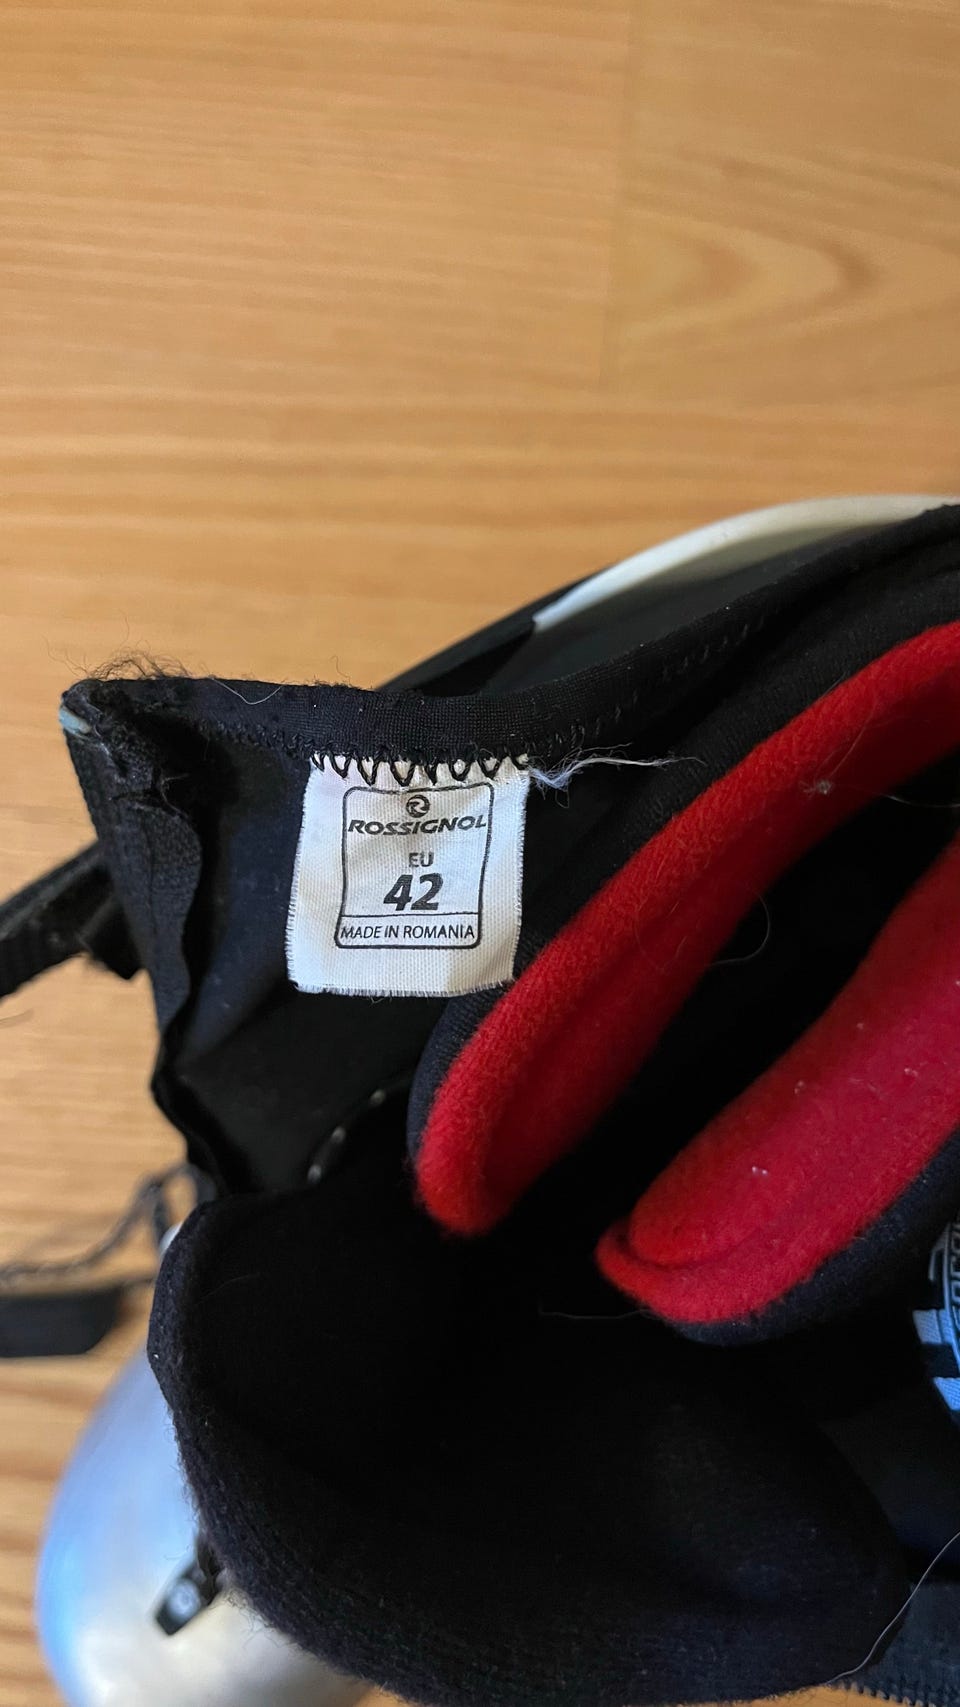 ROSSIGNOL
EU
42
MADE IN ROMANIA